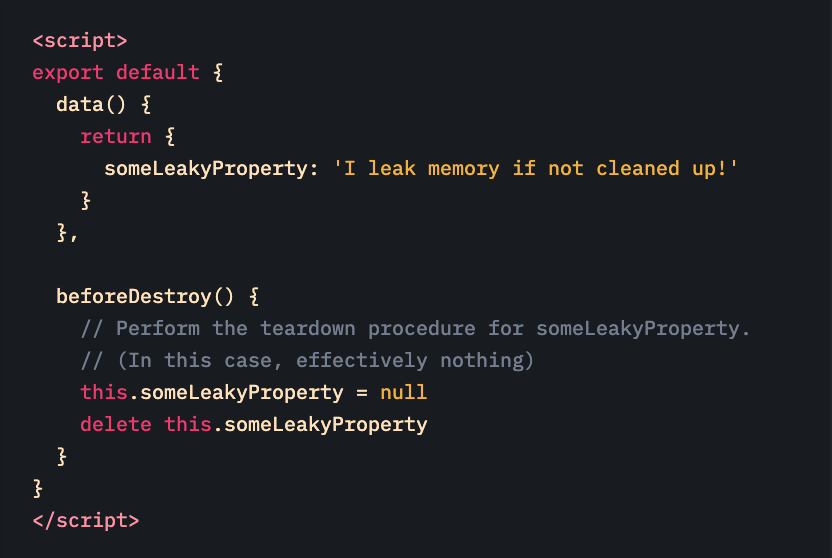 <script>
export default {
  data() {
    return {
      someLeakyProperty: 'I leak memory if not cleaned up!'
    }
  },

  beforeDestroy() {
    // Perform the teardown procedure for someLeakyProperty.
    // (In this case, effectively nothing)
    this.someLeakyProperty = null
    delete this.someLeakyProperty
  }
}
</script>